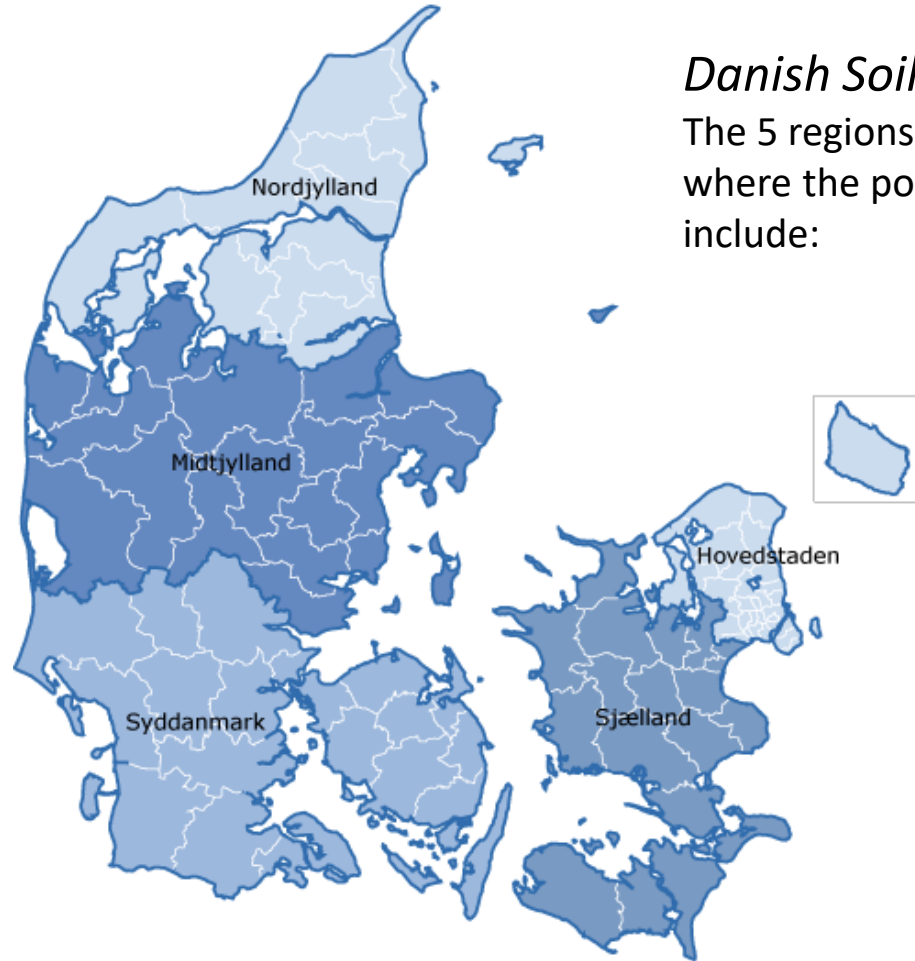 Danish Soil
The 5 regions
where the po
include:
Nordjylland
Midtjylland
Hovedstaden
Sjælland
Syddanmark